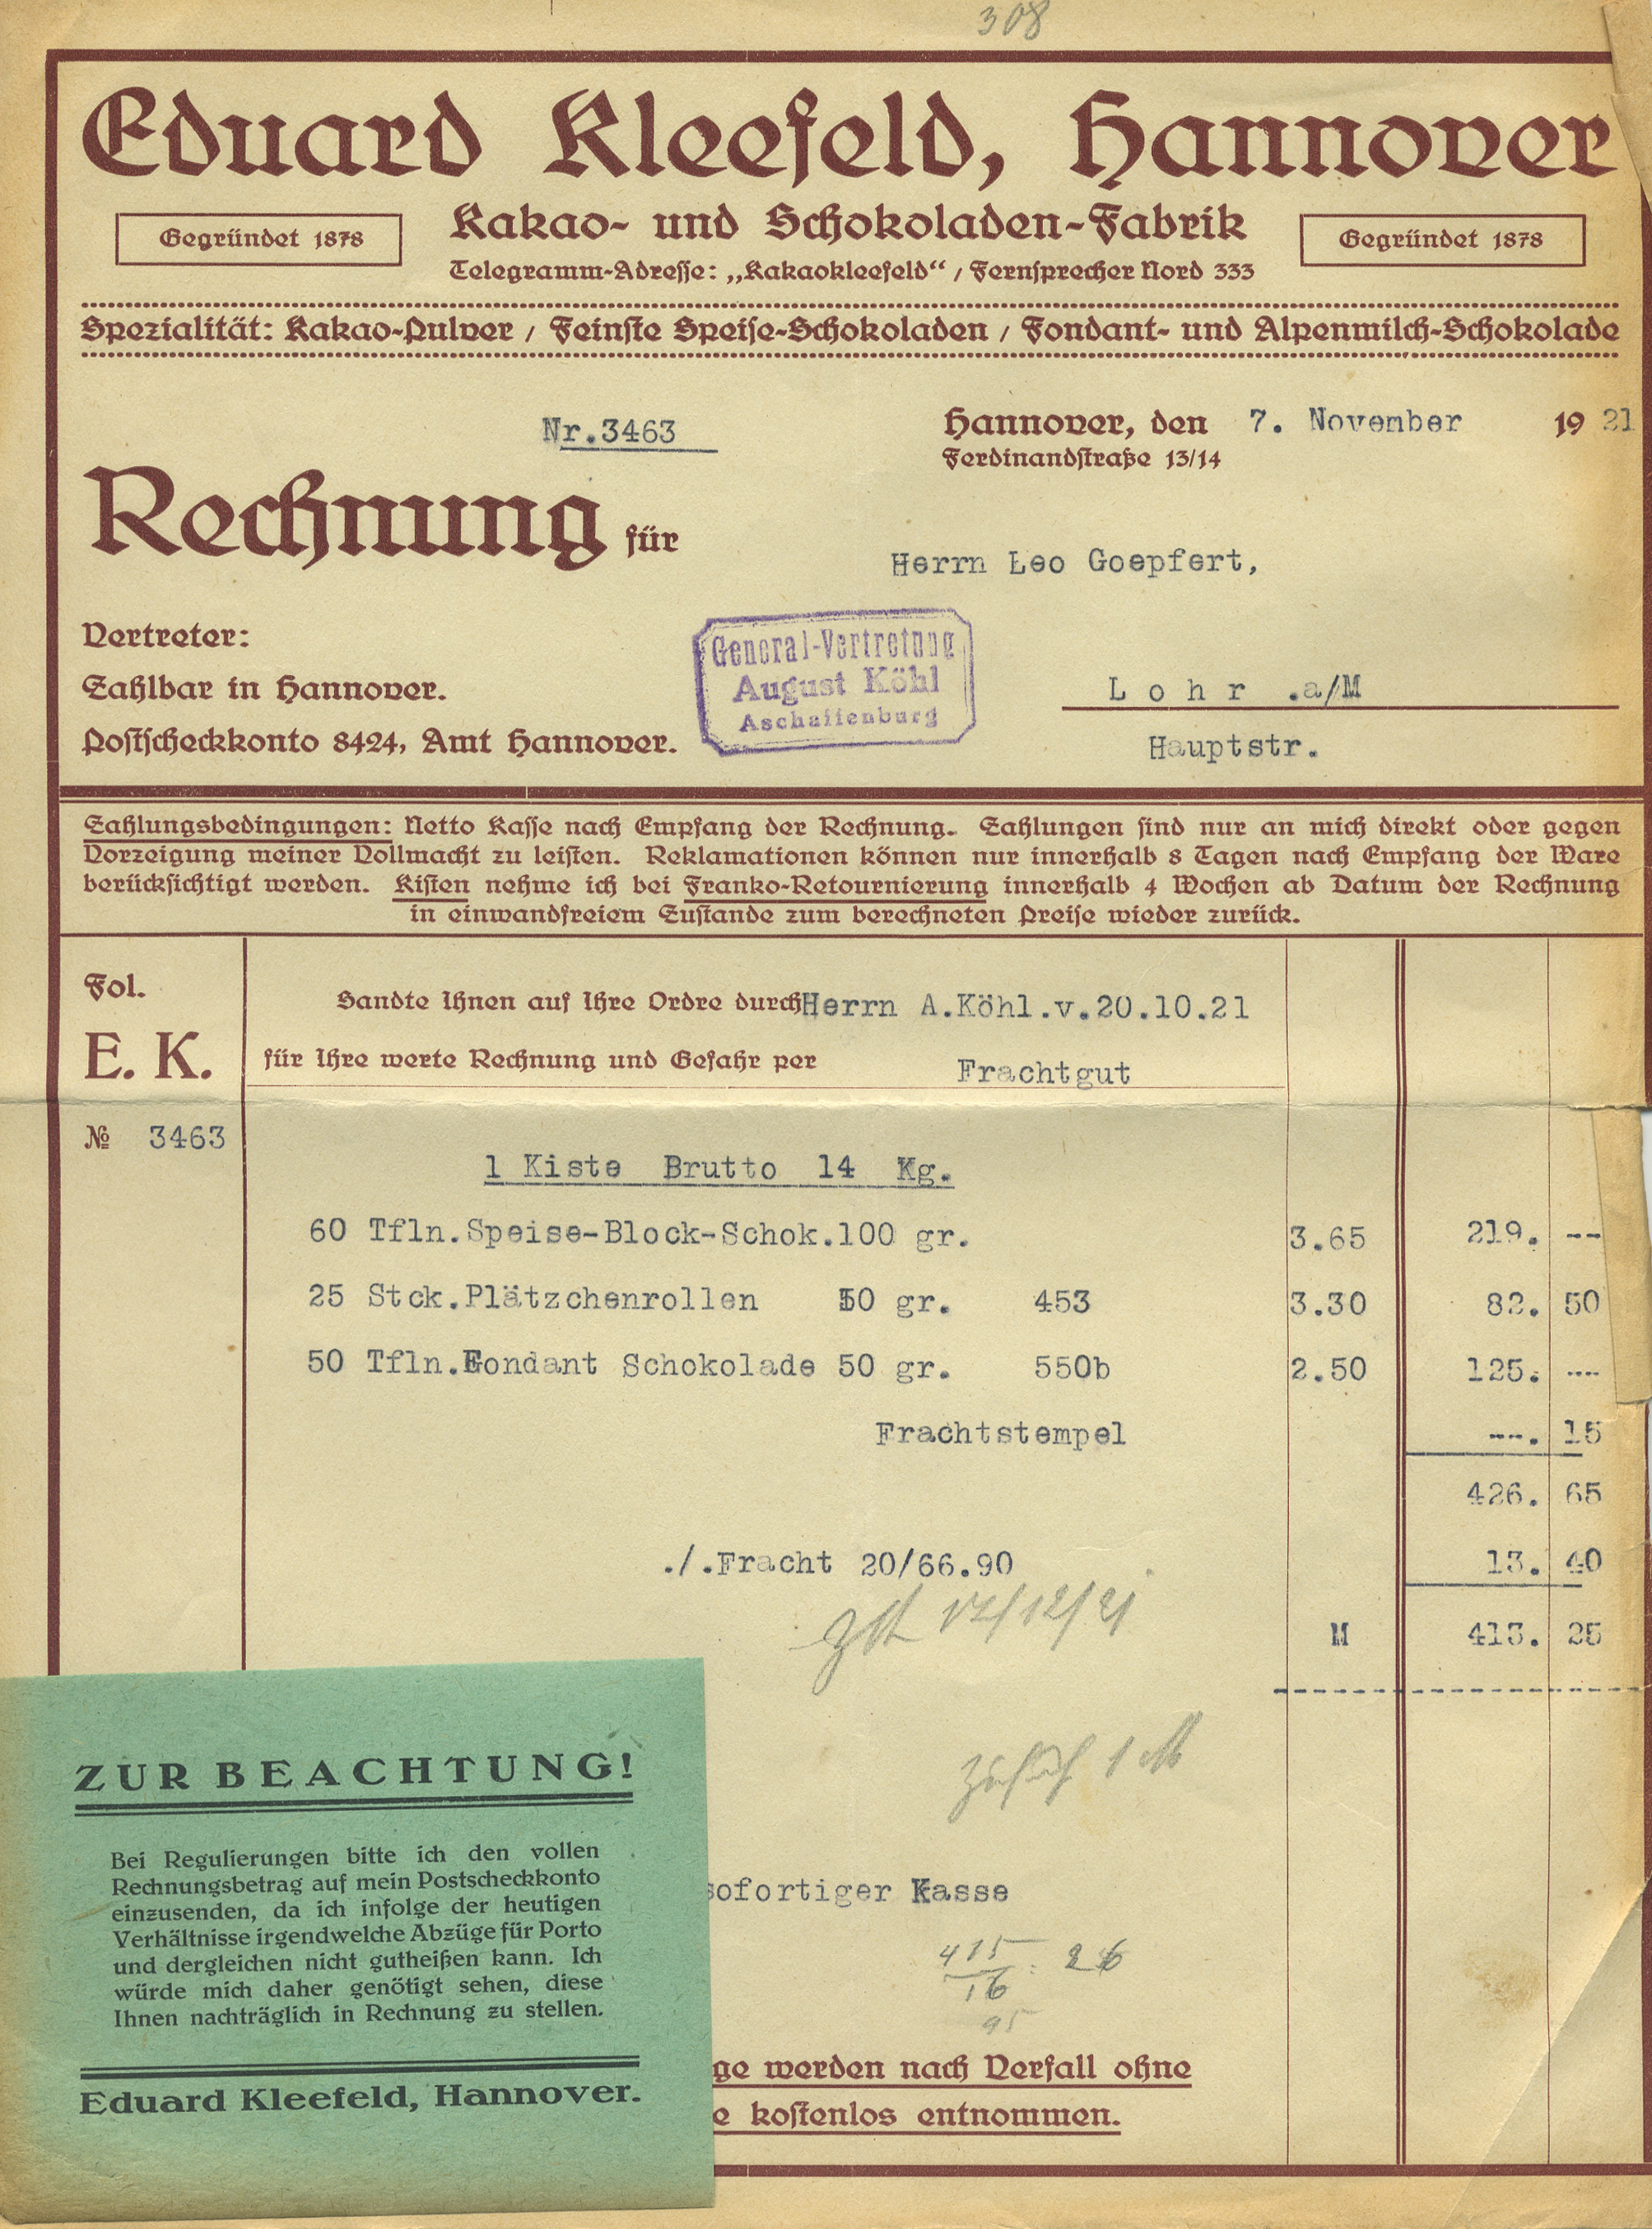 308
Eduard Kleefeld, Hannover
Gegründet 1878
Kakao- und Schokoladen-Fabrik
Gegründet 1878
Telegramm-Adresse: „Kakaokleefeld“ / Fernsprecher Nord 333
Spezialität: Kakao-Pulver / Feinste Speise-Schokoladen / Fondant- und Alpenmilch-Schokolade
Nr.3463
Hannover, den 7. November 1921
Ferdinandstraße 13/14
Rechnung für
Herrn Leo Goepfert,
Vertreter:
General-Vertretung
August Köhl
Aschaffenburg
Zahlbar in Hannover.
Lohr .a/M
Postscheckkonto 8424, Amt Hannover.
Hauptstr.
Zahlungsbedingungen: Netto Kasse nach Empfang der Rechnung. Zahlungen sind nur an mich direkt oder gegen
Vorzeigung meiner Vollmacht zu leisten. Reklamationen können nur innerhalb 8 Tagen nach Empfang der Ware
berücksichtigt werden. Kisten nehme ich bei Franko-Retournierung innerhalb 4 Wochen ab Datum der Rechnung
in einwandfreiem Zustande zum berechneten Preise wieder zurück.
Fol.
E. K.
Sandte Ihnen auf Ihre Ordre durch Herrn A.Köhl.v.20.10.21
für Ihre werte Rechnung und Gefahr per Frachtgut
№ 3463
1 Kiste Brutto 14 Kg.
60 Tfln.Speise-Block-Schok.100 gr. 3.65 219. --
25 Stck.Plätzchenrollen 50 gr. 453 3.30 82. 50
50 Tfln.Fondant Schokolade 50 gr. 550b 2.50 125. --
Frachtstempel --. 15
426. 65
./.Fracht 20/66.90 13. 40
M 413. 25
1 M
sofortiger Kasse
415 : 26
16
95
ge werden nach Verfall ohne
e kostenlos entnommen.
ZUR BEACHTUNG!
Bei Regulierungen bitte ich den vollen
Rechnungsbetrag auf mein Postscheckkonto
einzusenden, da ich infolge der heutigen
Verhältnisse irgendwelche Abzüge für Porto
und dergleichen nicht gutheißen kann. Ich
würde mich daher genötigt sehen, diese
Ihnen nachträglich in Rechnung zu stellen.
Eduard Kleefeld, Hannover.